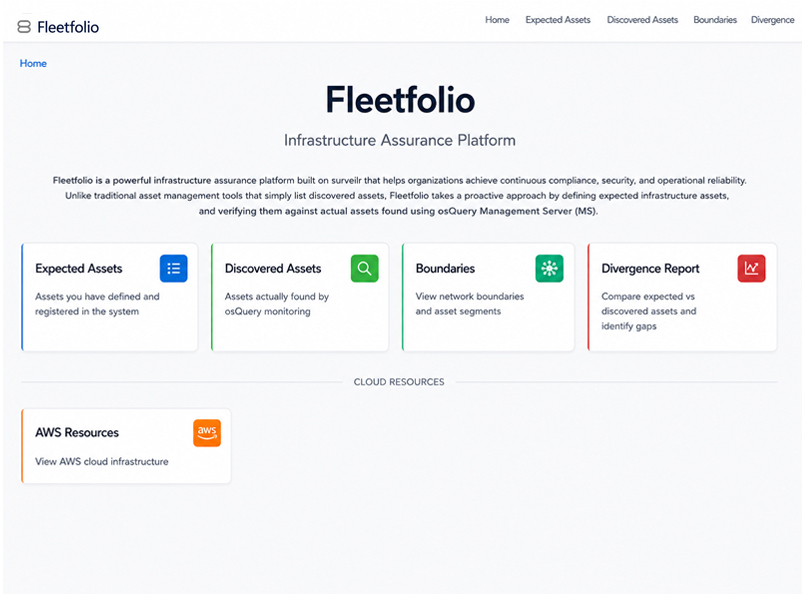 Fleetfolio
Home Expected Assets Discovered Assets Boundaries Divergence
Home
Fleetfolio
Infrastructure Assurance Platform
Fleetfolio is a powerful infrastructure assurance platform built on surveilr that helps organizations achieve continuous compliance, security, and operational reliability.
Unlike traditional asset management tools that simply list discovered assets, Fleetfolio takes a proactive approach by defining expected infrastructure assets,
and verifying them against actual assets found using osQuery Management Server (MS).
Expected Assets
Assets you have defined and
registered in the system
Discovered Assets
Assets actually found by
osQuery monitoring
Boundaries
View network boundaries
and asset segments
Divergence Report
Compare expected vs
discovered assets and
identify gaps
CLOUD RESOURCES
AWS Resources
aws
View AWS cloud infrastructure